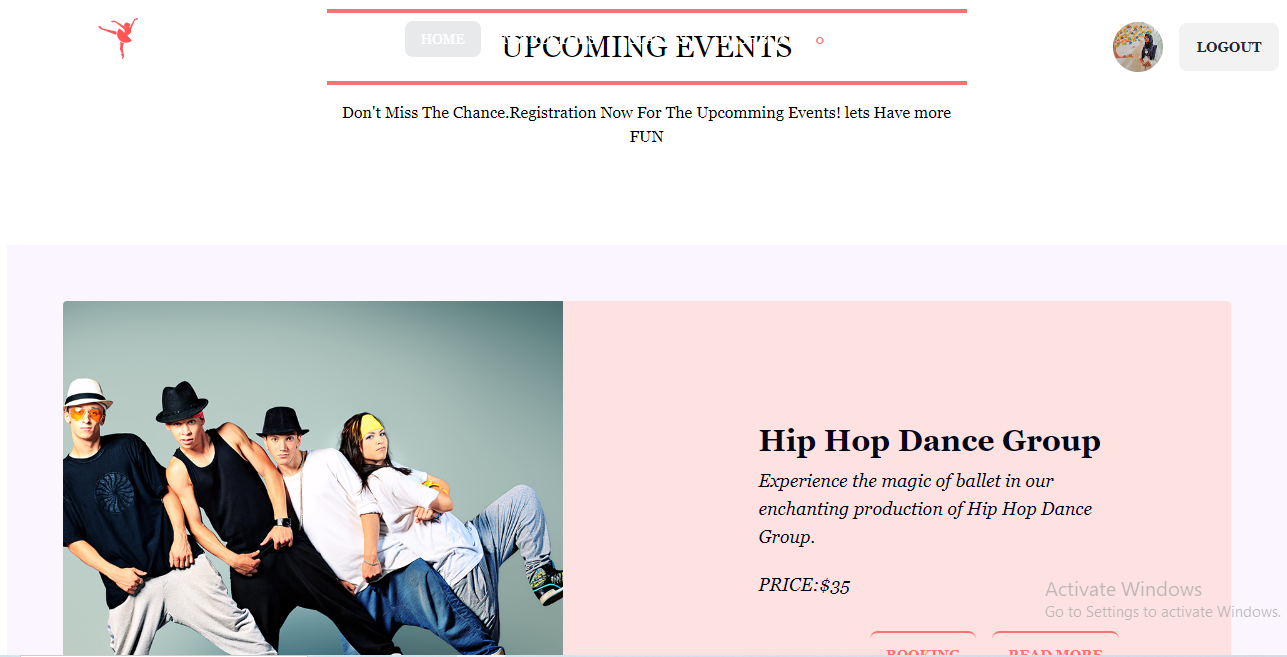 HOME
UPCOMING EVENTS
LOGOUT
Don't Miss The Chance.Registration Now For The Upcomming Events! lets Have more
FUN
Hip Hop Dance Group
Experience the magic of ballet in our
enchanting production of Hip Hop Dance
Group.
PRICE:$35
Activate Windows
Go to Settings to activate Windows.
BOOKING READ MORE